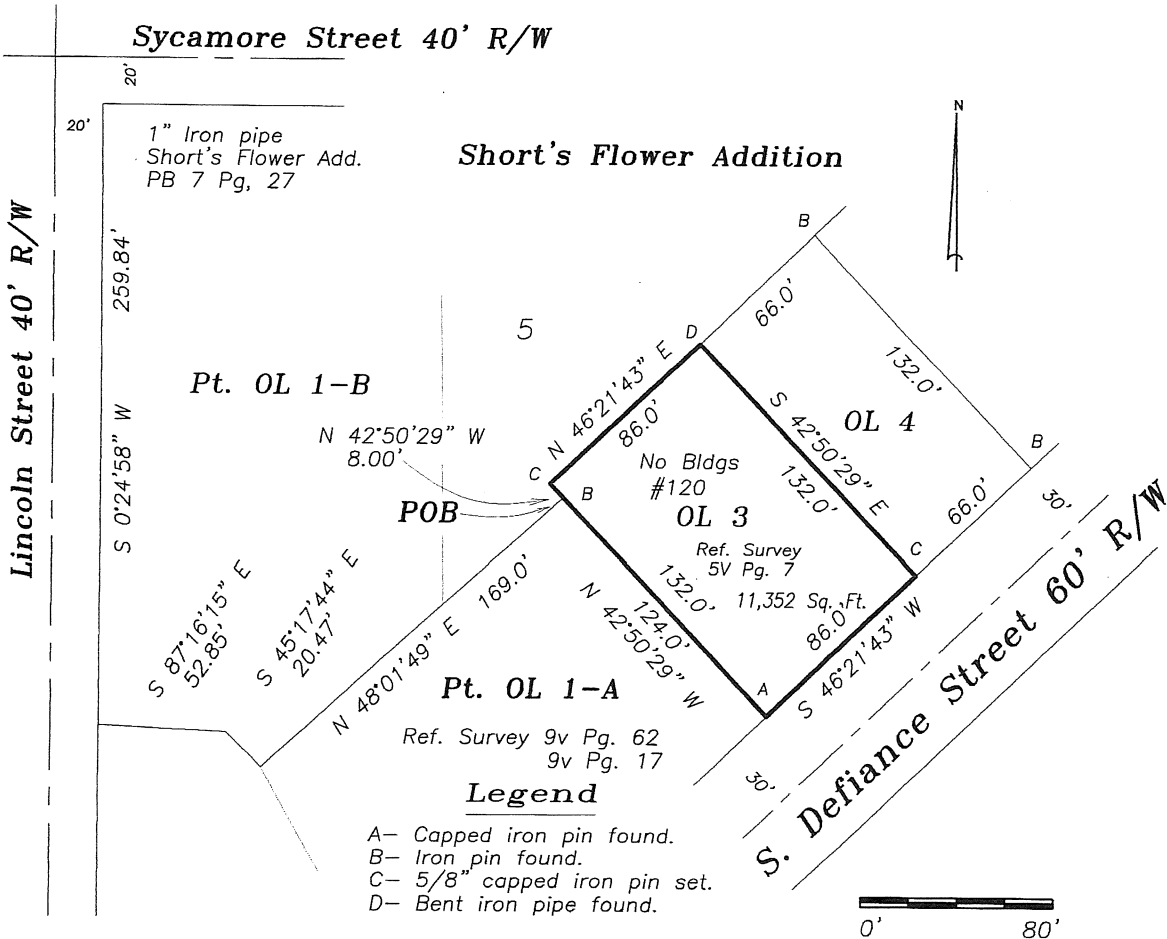 Sycamore Street 40' R/W
20'
20'
1" Iron pipe
Short's Flower Add.
PB 7 Pg, 27
Short's Flower Addition
N
Lincoln Street 40' R/W
S 0°24'58" W 259.84'
B
66.0'
5
D
132.0'
Pt. OL 1-B
N 46°21'43" E
86.0'
OL 4
N 42°50'29" W
8.00'
S 42°50'29" E
132.0'
B
No Bldgs
#120
C
B
POB
OL 3
66.0'
30'
Ref. Survey
5V Pg. 7
C
11,352 Sq. Ft.
S 87°16'15" E
52.85'
S 45°17'44" E
20.47'
N 48°01'49" E 169.0'
132.0'
124.0'
N 42°50'29" W
86.0'
S 46°21'43" W
A
Pt. OL 1-A
Ref. Survey 9v Pg. 62
9v Pg. 17
30'
S. Defiance Street 60' R/W
Legend
A- Capped iron pin found.
B- Iron pin found.
C- 5/8" capped iron pin set.
D- Bent iron pipe found.
0' 80'